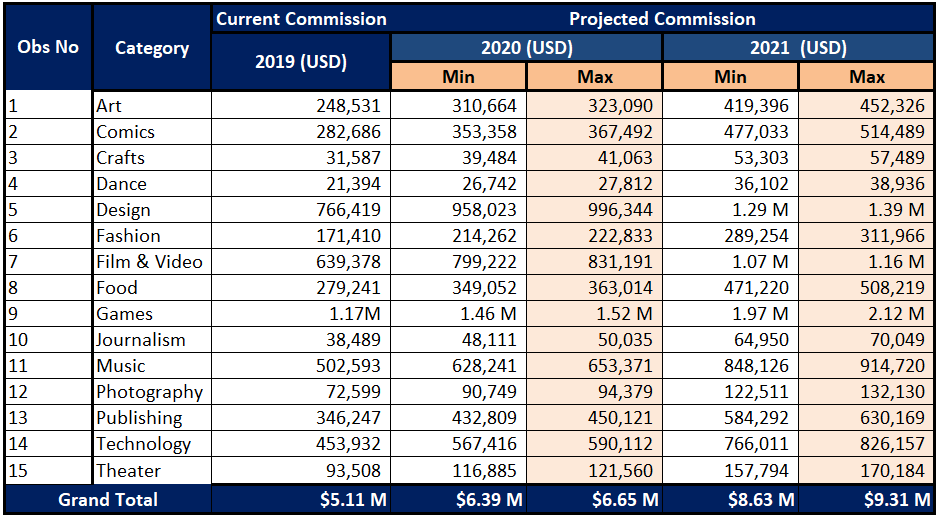 Obs No Category Current Commission Projected Commission
2019 (USD) 2020 (USD) 2021 (USD)
Min Max Min Max
1 Art 248,531 310,664 323,090 419,396 452,326
2 Comics 282,686 353,358 367,492 477,033 514,489
3 Crafts 31,587 39,484 41,063 53,303 57,489
4 Dance 21,394 26,742 27,812 36,102 38,936
5 Design 766,419 958,023 996,344 1.29 M 1.39 M
6 Fashion 171,410 214,262 222,833 289,254 311,966
7 Film & Video 639,378 799,222 831,191 1.07 M 1.16 M
8 Food 279,241 349,052 363,014 471,220 508,219
9 Games 1.17M 1.46 M 1.52 M 1.97 M 2.12 M
10 Journalism 38,489 48,111 50,035 64,950 70,049
11 Music 502,593 628,241 653,371 848,126 914,720
12 Photography 72,599 90,749 94,379 122,511 132,130
13 Publishing 346,247 432,809 450,121 584,292 630,169
14 Technology 453,932 567,416 590,112 766,011 826,157
15 Theater 93,508 116,885 121,560 157,794 170,184
Grand Total $5.11 M $6.39 M $6.65 M $8.63 M $9.31 M